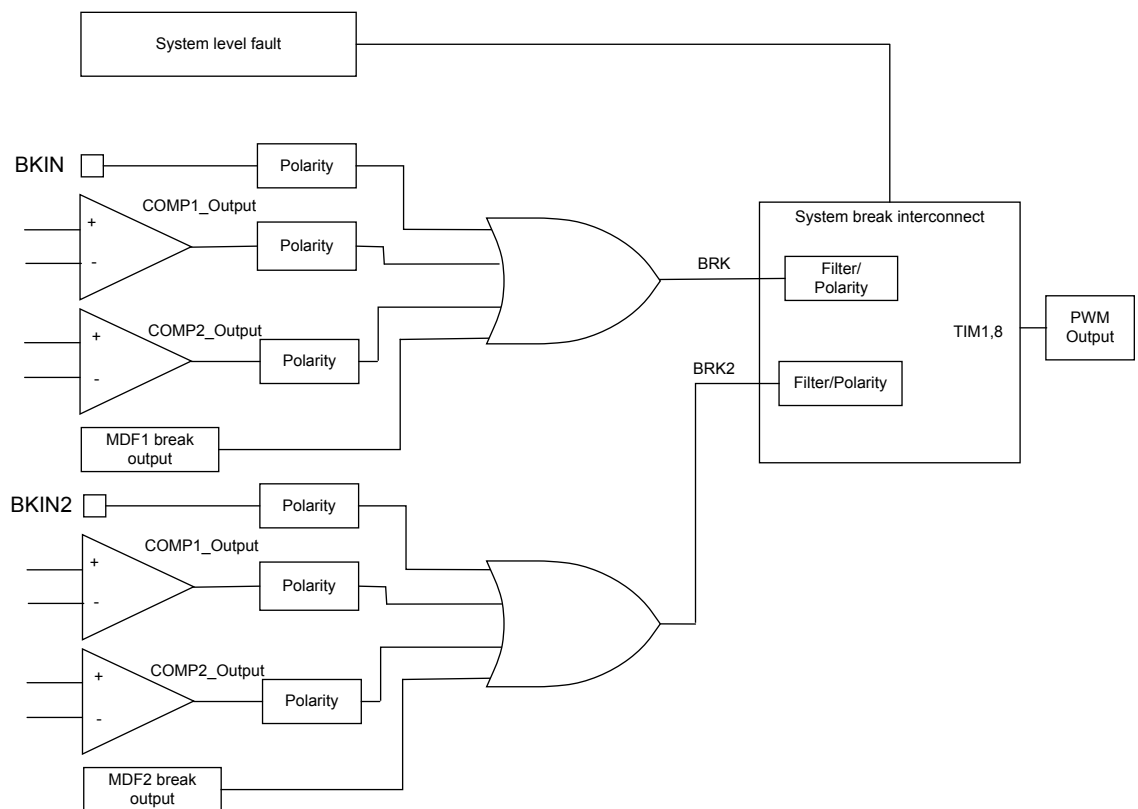 System level fault
BKIN
Polarity
COMP1_Output
+
-
Polarity
COMP2_Output
+
-
Polarity
MDF1 break
output
BRK
System break interconnect
Filter/
Polarity
TIM1,8
PWM
Output
BRK2
Filter/Polarity
BKIN2
Polarity
COMP1_Output
+
-
Polarity
COMP2_Output
+
-
Polarity
MDF2 break
output